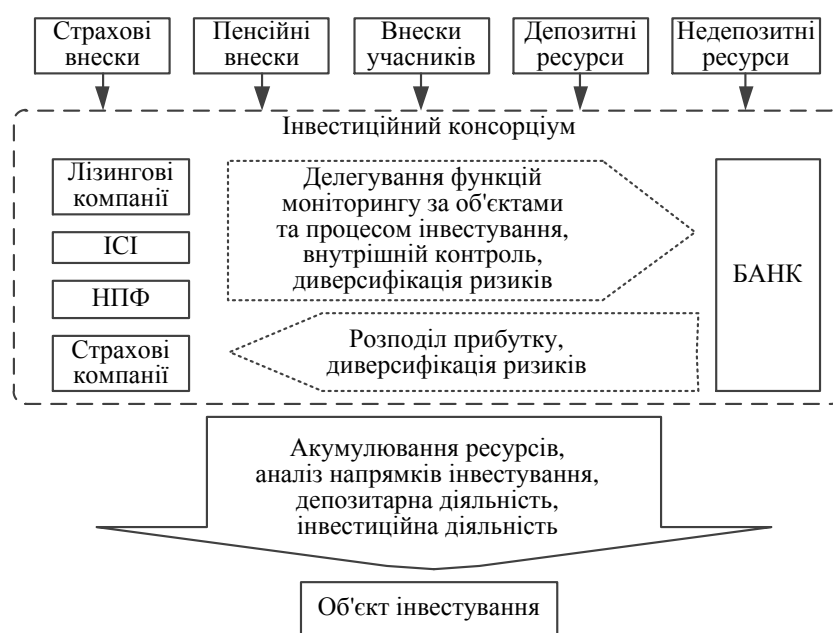 Страхові
внески
Пенсійні
внески
Внески
учасників
Депозитні
ресурси
Недепозитні
ресурси
Інвестиційний консорціум
Лізингові
компанії
ІСІ
НПФ
Страхові
компанії
Делегування функцій
моніторингу за об'єктами
та процесом інвестування,
внутрішній контроль,
диверсифікація ризиків
Розподіл прибутку,
диверсифікація ризиків
БАНК
Акумулювання ресурсів,
аналіз напрямків інвестування,
депозитарна діяльність,
інвестиційна діяльність
Об'єкт інвестування